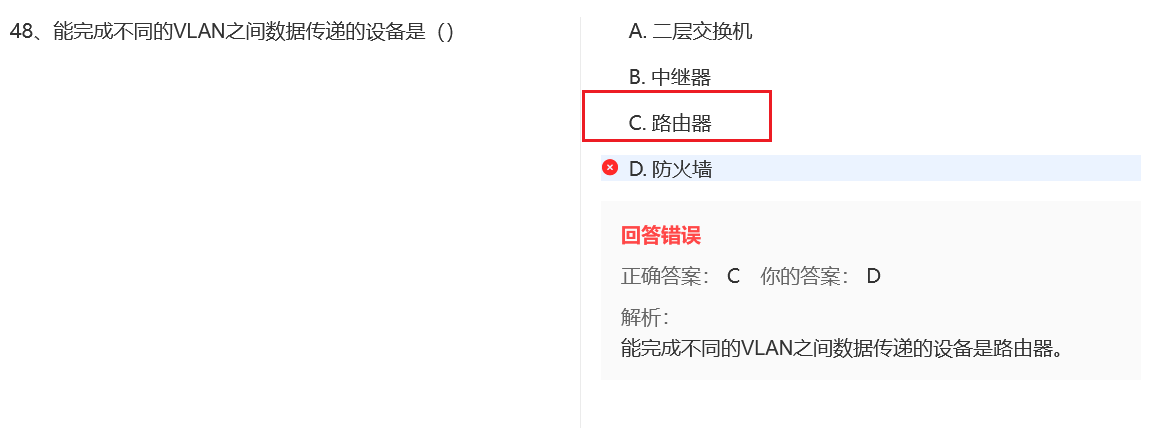 48、能完成不同的VLAN之间数据传递的设备是（）
A. 二层交换机
B. 中继器
C. 路由器
D. 防火墙
回答错误
正确答案： C 你的答案： D
解析：
能完成不同的VLAN之间数据传递的设备是路由器。